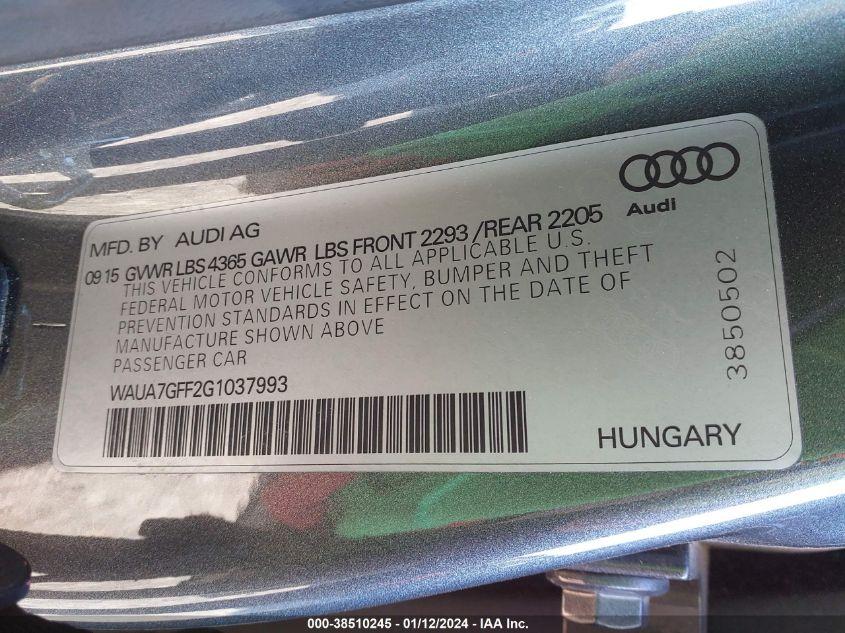 Audi
MFD. BY AUDI AG
09 15 GVWR LBS 4365 GAWR LBS FRONT 2293 /REAR 2205
THIS VEHICLE CONFORMS TO ALL APPLICABLE U.S.
FEDERAL MOTOR VEHICLE SAFETY, BUMPER AND THEFT
PREVENTION STANDARDS IN EFFECT ON THE DATE OF
MANUFACTURE SHOWN ABOVE
PASSENGER CAR
WAUA7GFF2G1037993
HUNGARY
3850502
000-38510245 - 01/12/2024 - IAA Inc.